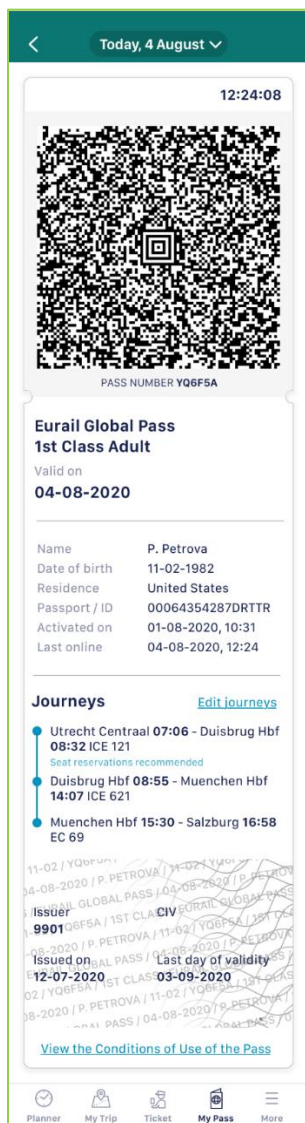 Today, 4 August
12:24:08
PASS NUMBER YQ6F5A
Eurail Global Pass
1st Class Adult
Valid on
04-08-2020
Name P. Petrova
Date of birth 11-02-1982
Residence United States
Passport / ID 00064354287DRTTR
Activated on 01-08-2020, 10:31
Last online 04-08-2020, 12:24
Journeys Edit journeys
Utrecht Centraal 07:06 - Duisbrug Hbf
08:32 ICE 121
Seat reservations recommended
Duisbrug Hbf 08:55 - Muenchen Hbf
14:07 ICE 621
Muenchen Hbf 15:30 - Salzburg 16:58
EC 69
Issuer CIV
9901
Issued on Last day of validity
12-07-2020 03-09-2020
View the Conditions of Use of the Pass
Planner My Trip Ticket My Pass More